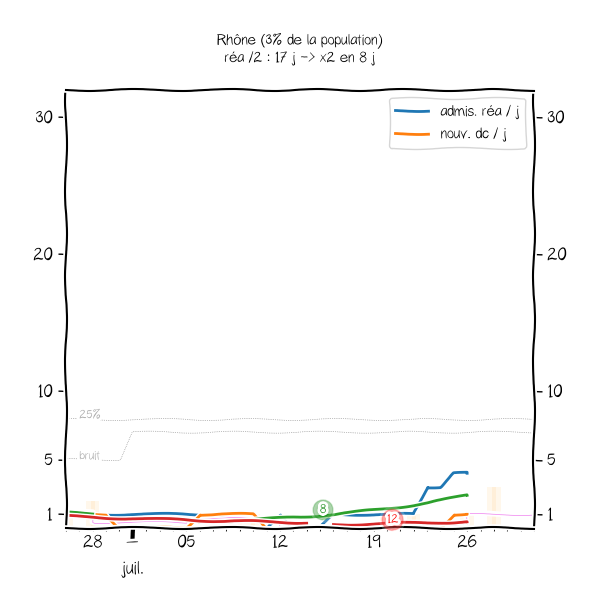 Rhône (3% de la population)
réa /2 : 17 j -> x2 en 8 j
admis. réa / j
nouv. dc / j
30 30
20 20
10 10
25%
bruit
5 5
8
12
1 1
28 1 05 12 19 26
juil.